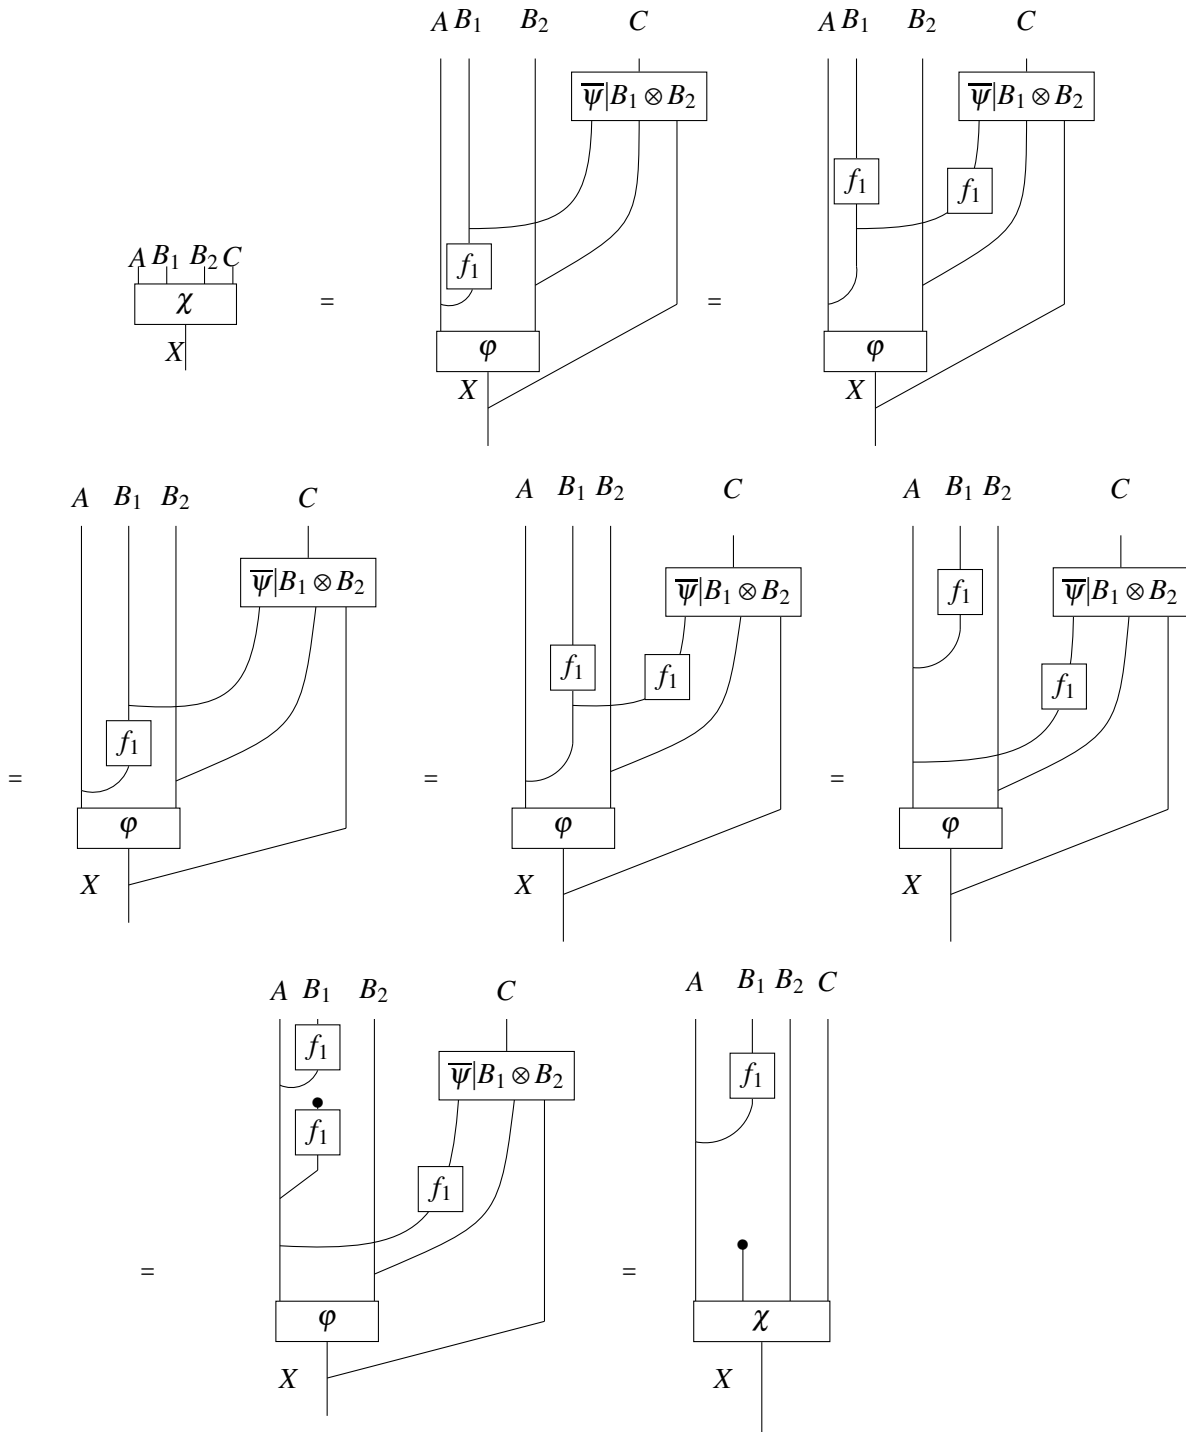 A B₁ B₂ C A B₁ B₂ C
ψ̅|B₁ ⊗ B₂ ψ̅|B₁ ⊗ B₂
f₁ f₁
A B₁ B₂ C f₁
χ = =
X φ φ
X X
A B₁ B₂ C A B₁ B₂ C A B₁ B₂ C
ψ̅|B₁ ⊗ B₂ ψ̅|B₁ ⊗ B₂ f₁ ψ̅|B₁ ⊗ B₂
f₁ f₁ f₁
f₁
= = =
φ φ φ
X X X
A B₁ B₂ C A B₁ B₂ C
f₁ ψ̅|B₁ ⊗ B₂ f₁
f₁
f₁
= =
φ χ
X X